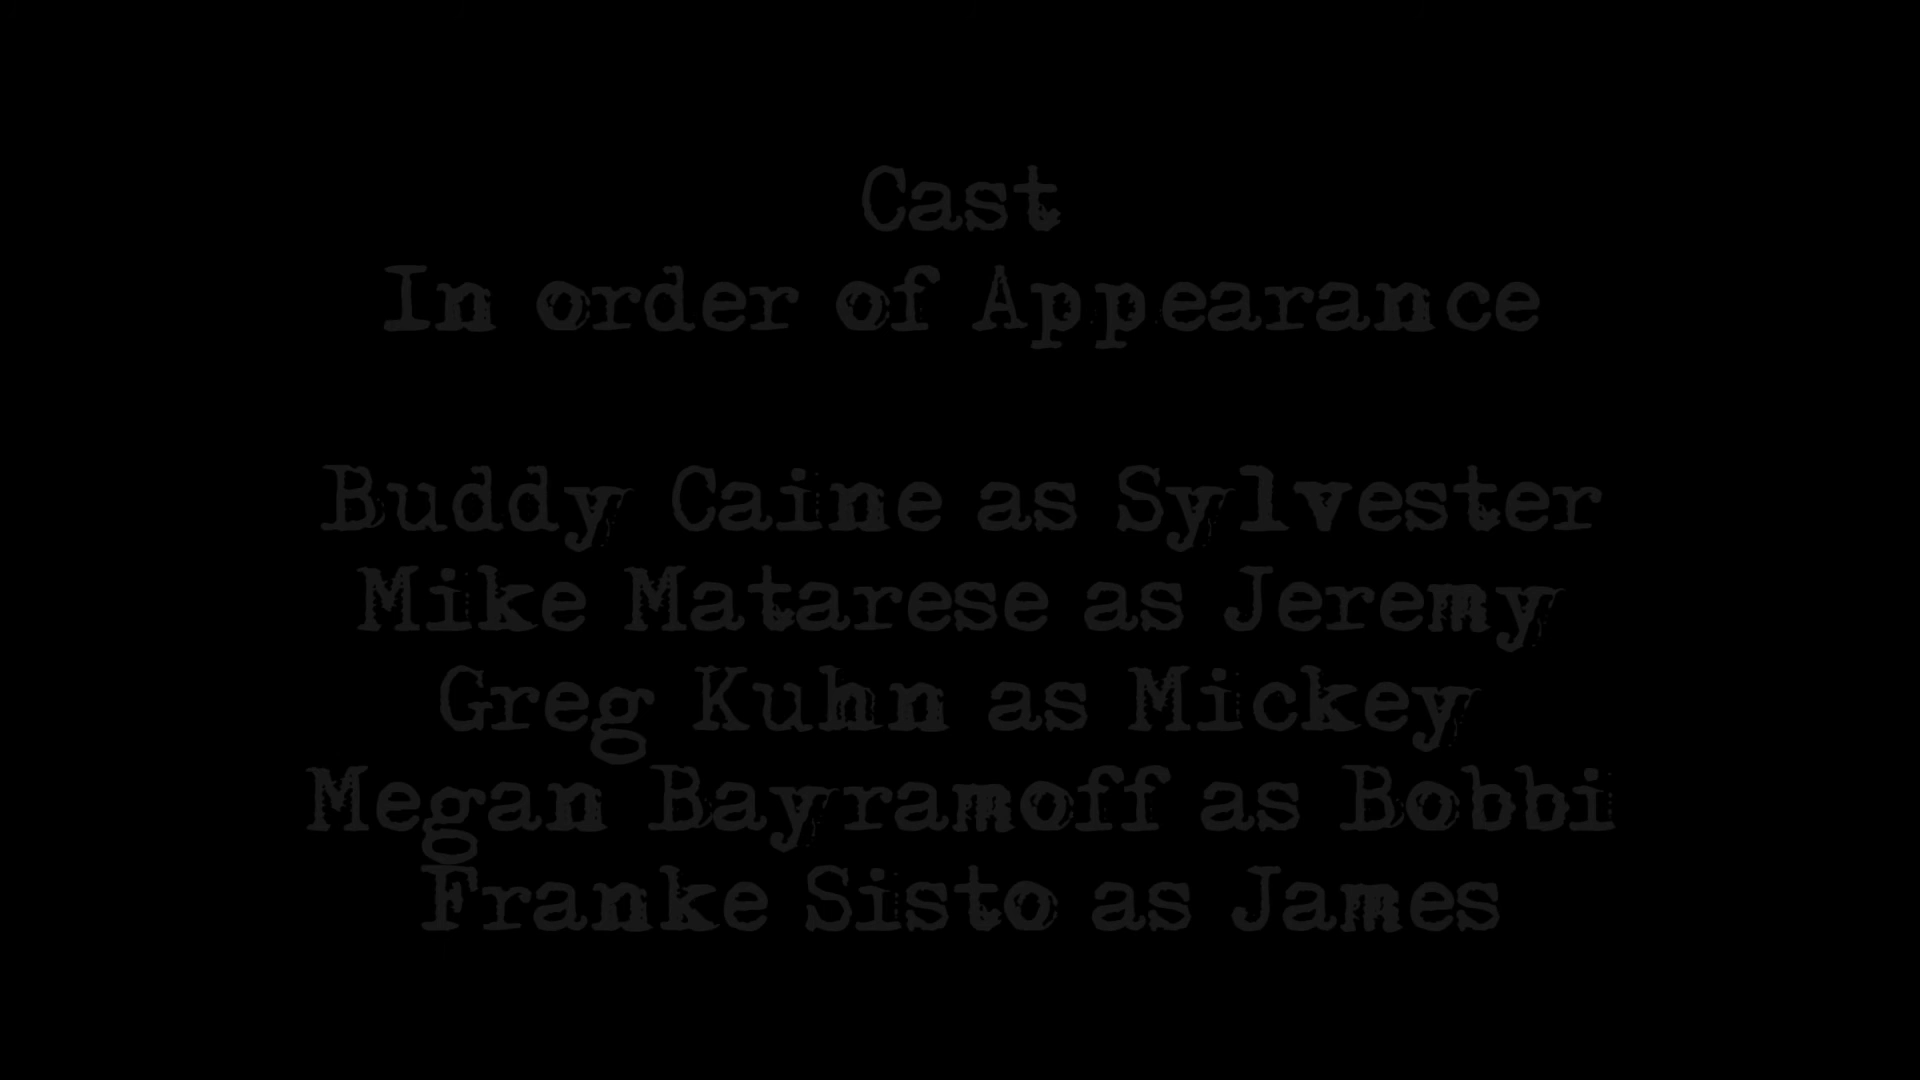 Cast
In order of Appearance
Buddy Caine as Sylvester
Mike Matarese as Jeremy
Greg Kuhn as Mickey
Megan Bayramoff as Bobbi
Franke Sisto as James